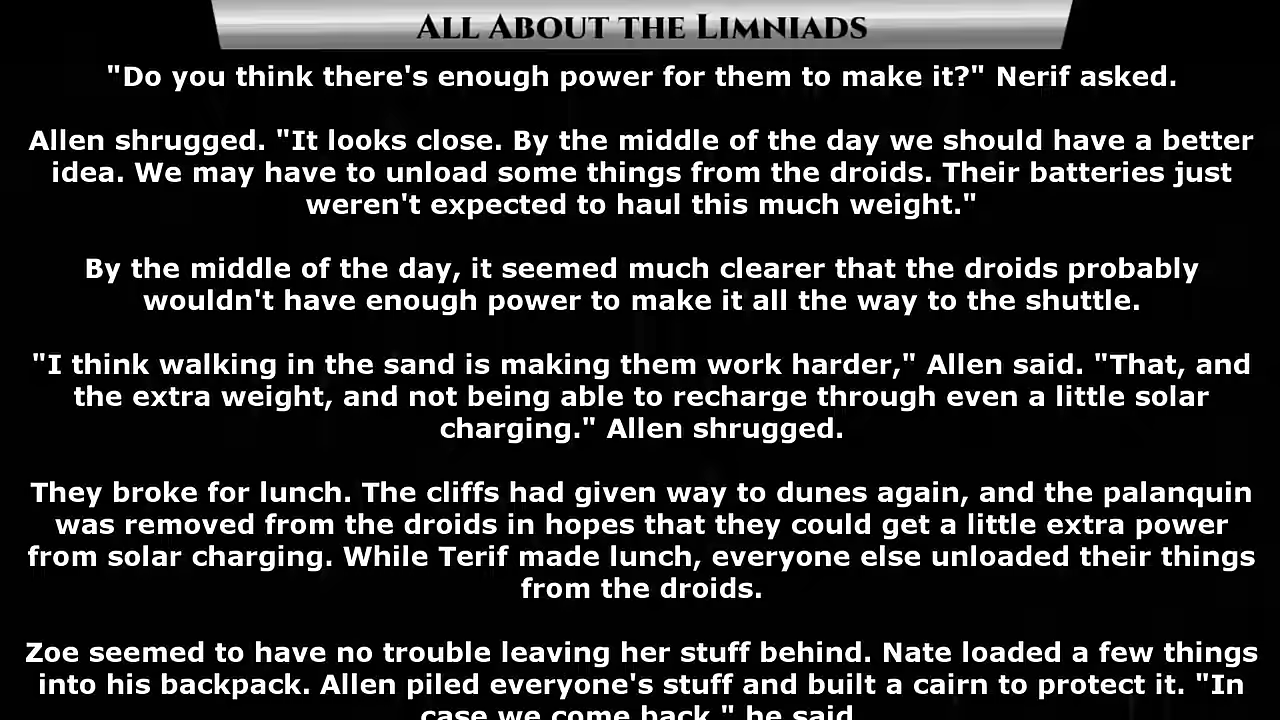 All About the Limniads
"Do you think there's enough power for them to make it?" Nerif asked.
Allen shrugged. "It looks close. By the middle of the day we should have a better
idea. We may have to unload some things from the droids. Their batteries just
weren't expected to haul this much weight."
By the middle of the day, it seemed much clearer that the droids probably
wouldn't have enough power to make it all the way to the shuttle.
"I think walking in the sand is making them work harder," Allen said. "That, and
the extra weight, and not being able to recharge through even a little solar
charging." Allen shrugged.
They broke for lunch. The cliffs had given way to dunes again, and the palanquin
was removed from the droids in hopes that they could get a little extra power
from solar charging. While Terif made lunch, everyone else unloaded their things
from the droids.
Zoe seemed to have no trouble leaving her stuff behind. Nate loaded a few things
into his backpack. Allen piled everyone's stuff and built a cairn to protect it. "In
case we come back," he said